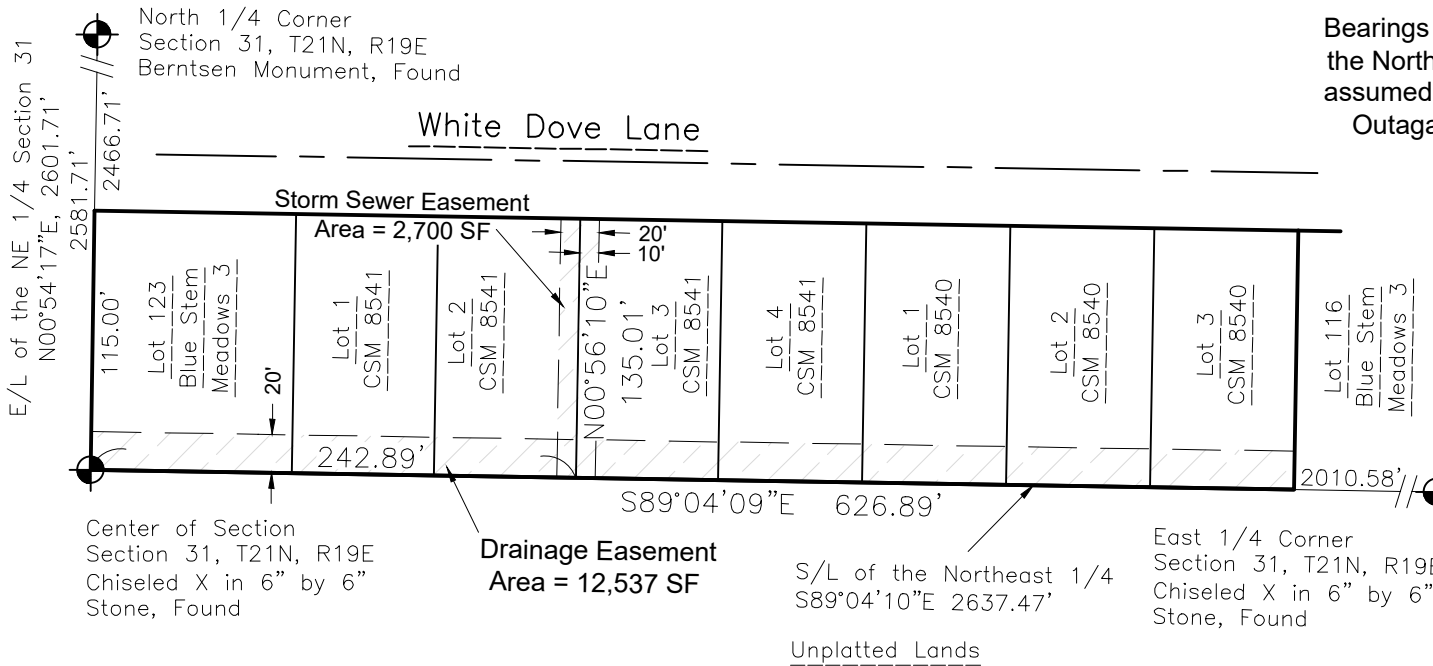 North 1/4 Corner
Section 31, T21N, R19E
Berntsen Monument, Found
Bearings
the North
assumed
Outaga
E/L of the NE 1/4 Section 31
N00°54'17"E, 2601.71'
2581.71'
2466.71'
White Dove Lane
Storm Sewer Easement
Area = 2,700 SF
20'
10'
115.00'
Lot 123
Blue Stem
Meadows 3
20'
Lot 1
CSM 8541
Lot 2
CSM 8541
N00°56'10"E
135.01'
Lot 3
CSM 8541
Lot 4
CSM 8541
Lot 1
CSM 8540
Lot 2
CSM 8540
Lot 3
CSM 8540
Lot 116
Blue Stem
Meadows 3
242.89'
S89°04'09"E 626.89'
2010.58'
Center of Section
Section 31, T21N, R19E
Chiseled X in 6" by 6"
Stone, Found
Drainage Easement
Area = 12,537 SF
S/L of the Northeast 1/4
S89°04'10"E 2637.47'
Unplatted Lands
East 1/4 Corner
Section 31, T21N, R19E
Chiseled X in 6" by 6"
Stone, Found